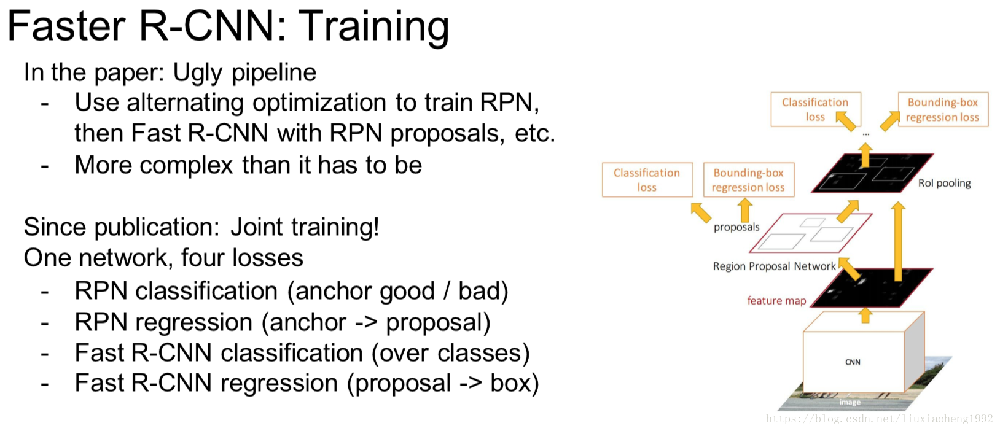 Faster R-CNN: Training
In the paper: Ugly pipeline
- Use alternating optimization to train RPN,
then Fast R-CNN with RPN proposals, etc.
- More complex than it has to be
Since publication: Joint training!
One network, four losses
- RPN classification (anchor good / bad)
- RPN regression (anchor -> proposal)
- Fast R-CNN classification (over classes)
- Fast R-CNN regression (proposal -> box)
Classification
loss
Bounding-box
regression loss
...
Classification
loss
Bounding-box
regression loss
RoI pooling
proposals
Region Proposal Network
feature map
CNN
image
https://blog.csdn.net/liuxiaoheng1992